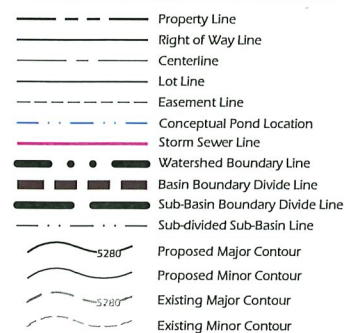 Property Line
Right of Way Line
Centerline
Lot Line
Easement Line
Conceptual Pond Location
Storm Sewer Line
Watershed Boundary Line
Basin Boundary Divide Line
Sub-Basin Boundary Divide Line
Sub-divided Sub-Basin Line
5280 Proposed Major Contour
Proposed Minor Contour
5280 Existing Major Contour
Existing Minor Contour